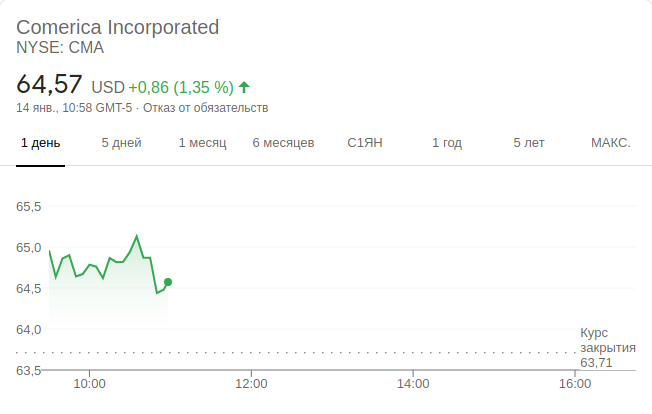 Comerica Incorporated
NYSE: CMA
64,57 USD +0,86 (1,35 %)
14 янв., 10:58 GMT-5 · Отказ от обязательств
1 день 5 дней 1 месяц 6 месяцев С1ЯН 1 год 5 лет МАКС.
65,5
65,0
64,5
64,0
Курс
закрытия
63,71
63,5
10:00 12:00 14:00 16:00